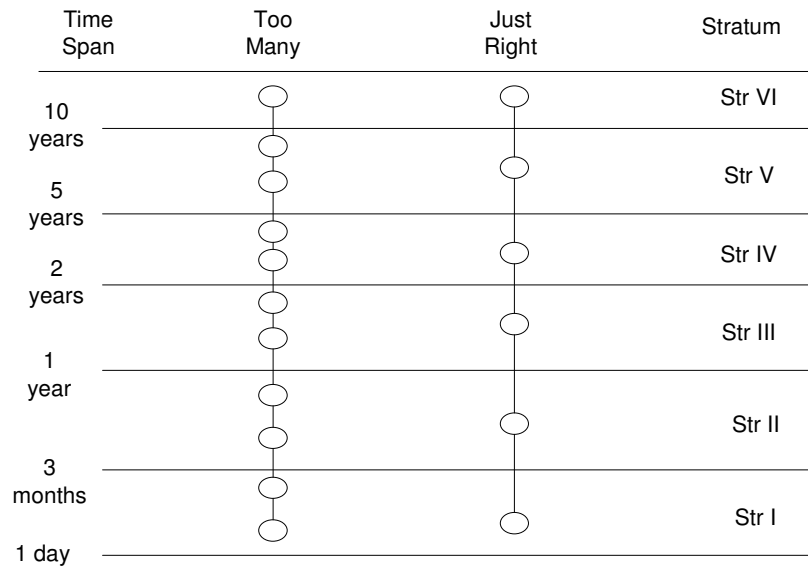 Time
Span
Too
Many
Just
Right
Stratum
Str VI
10
years
Str V
5
years
Str IV
2
years
Str III
1
year
Str II
3
months
Str I
1 day